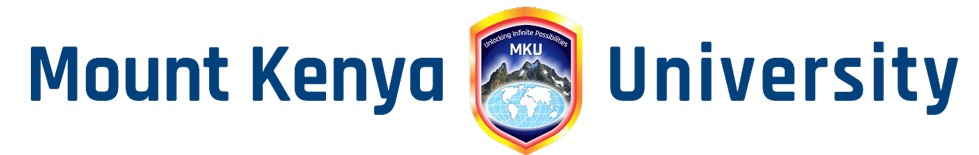 Mount Kenya University
Unlocking Infinite Possibilities
MKU